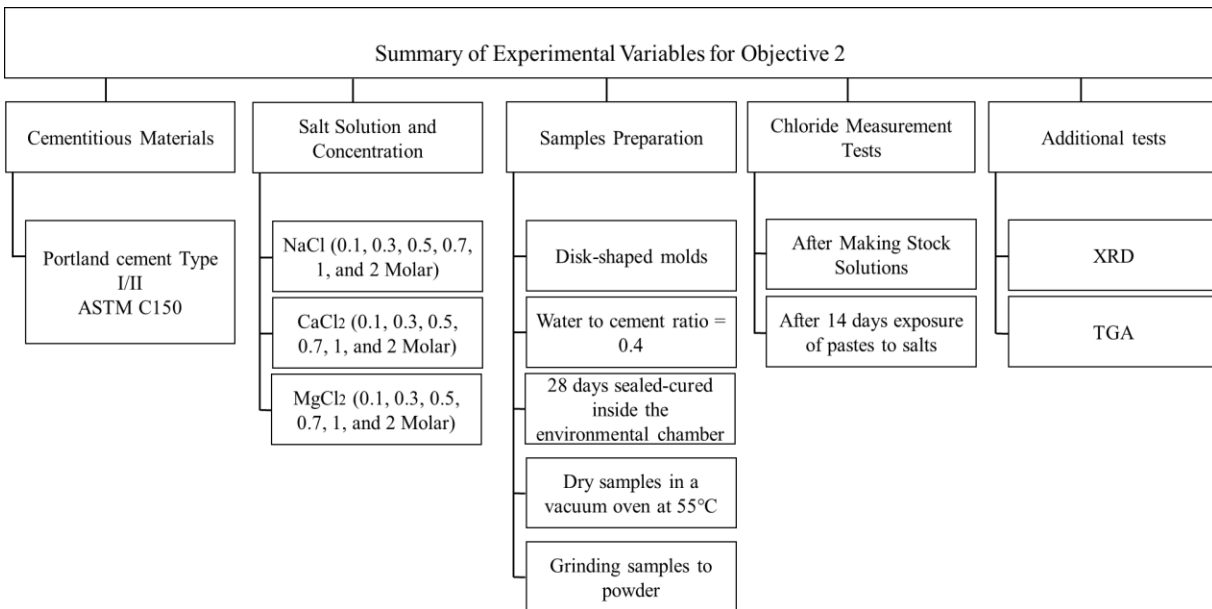 Summary of Experimental Variables for Objective 2
Cementitious Materials
Portland cement Type
I/II
ASTM C150
Salt Solution and
Concentration
NaCl (0.1, 0.3, 0.5, 0.7,
1, and 2 Molar)
CaCl2 (0.1, 0.3, 0.5,
0.7, 1, and 2 Molar)
MgCl2 (0.1, 0.3, 0.5,
0.7, 1, and 2 Molar)
Samples Preparation
Disk-shaped molds
Water to cement ratio =
0.4
28 days sealed-cured
inside the
environmental chamber
Dry samples in a
vacuum oven at 55°C
Grinding samples to
powder
Chloride Measurement
Tests
After Making Stock
Solutions
After 14 days exposure
of pastes to salts
Additional tests
XRD
TGA